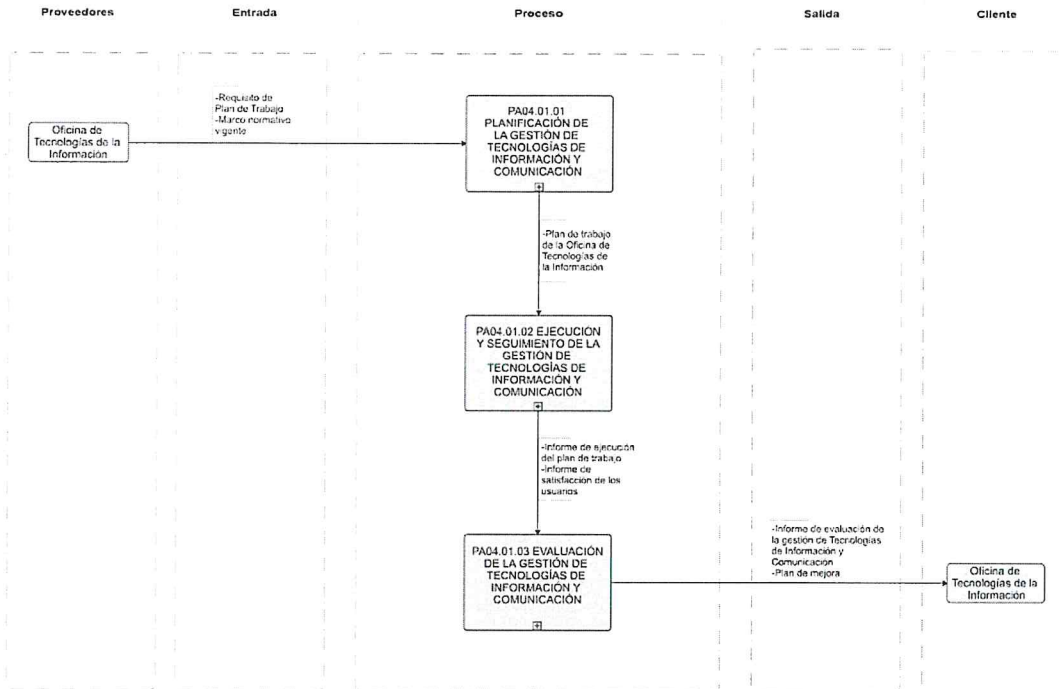 Proveedores
Entrada
Proceso
Salida
Cliente
-Requisito de
Plan de Trabajo
-Marco normativo
vigente
Oficina de
Tecnologías de la
Información
PA04.01.01
PLANIFICACIÓN DE
LA GESTIÓN DE
TECNOLOGÍAS DE
INFORMACIÓN Y
COMUNICACIÓN
-Plan de trabajo
de la Oficina de
Tecnologías de
la Información
PA04.01.02 EJECUCIÓN
Y SEGUIMIENTO DE LA
GESTIÓN DE
TECNOLOGÍAS DE
INFORMACIÓN Y
COMUNICACIÓN
-Informe de ejecución
del plan de trabajo
-Informe de
satisfacción de los
usuarios
PA04.01.03 EVALUACIÓN
DE LA GESTIÓN DE
TECNOLOGÍAS DE
INFORMACIÓN Y
COMUNICACIÓN
-Informe de evaluación de
la gestión de Tecnologías
de Información y
Comunicación
-Plan de mejora
Oficina de
Tecnologías de la
Información